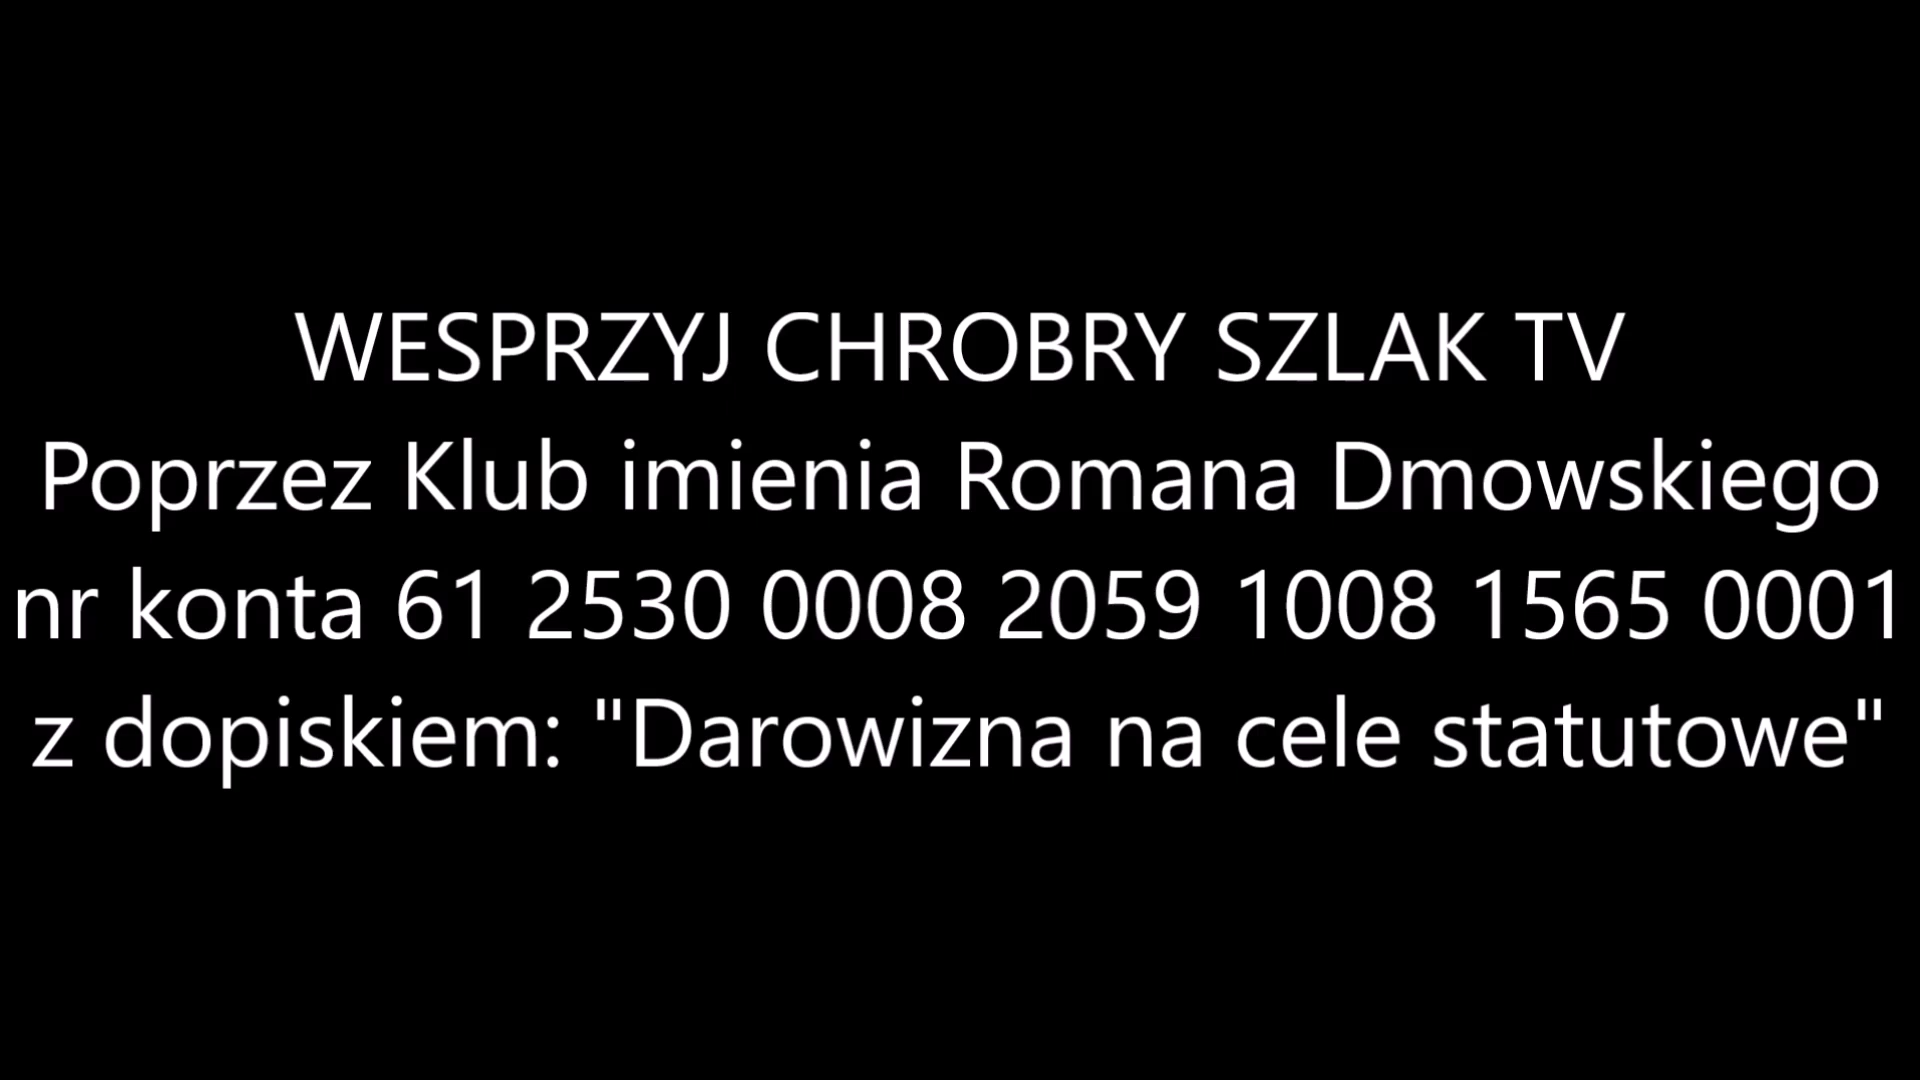 WESPRZYJ CHROBRY SZLAK TV
Poprzez Klub imienia Romana Dmowskiego
nr konta 61 2530 0008 2059 1008 1565 0001
z dopiskiem: "Darowizna na cele statutowe"